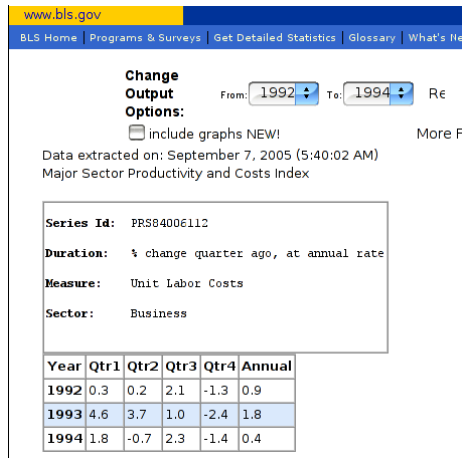 www.bls.gov
BLS Home | Programs & Surveys | Get Detailed Statistics | Glossary | What's Ne
Change
Output
Options:
From: 1992 To: 1994 Re
include graphs NEW! More F
Data extracted on: September 7, 2005 (5:40:02 AM)
Major Sector Productivity and Costs Index
Series Id: PRS84006112
Duration: % change quarter ago, at annual rate
Measure: Unit Labor Costs
Sector: Business
Year Qtr1 Qtr2 Qtr3 Qtr4 Annual
1992 0.3 0.2 2.1 -1.3 0.9
1993 4.6 3.7 1.0 -2.4 1.8
1994 1.8 -0.7 2.3 -1.4 0.4